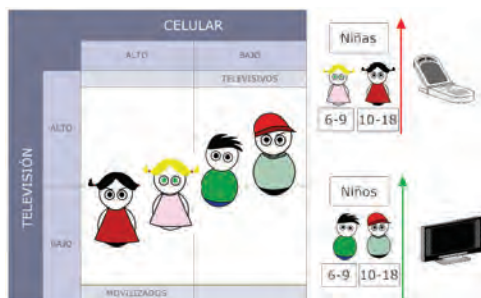 CELULAR
ALTO BAJO
TELEVISIVOS
TELEVISIÓN
ALTO
BAJO
MOVILIZADOS
Niñas
6-9 10-18
Niños
6-9 10-18